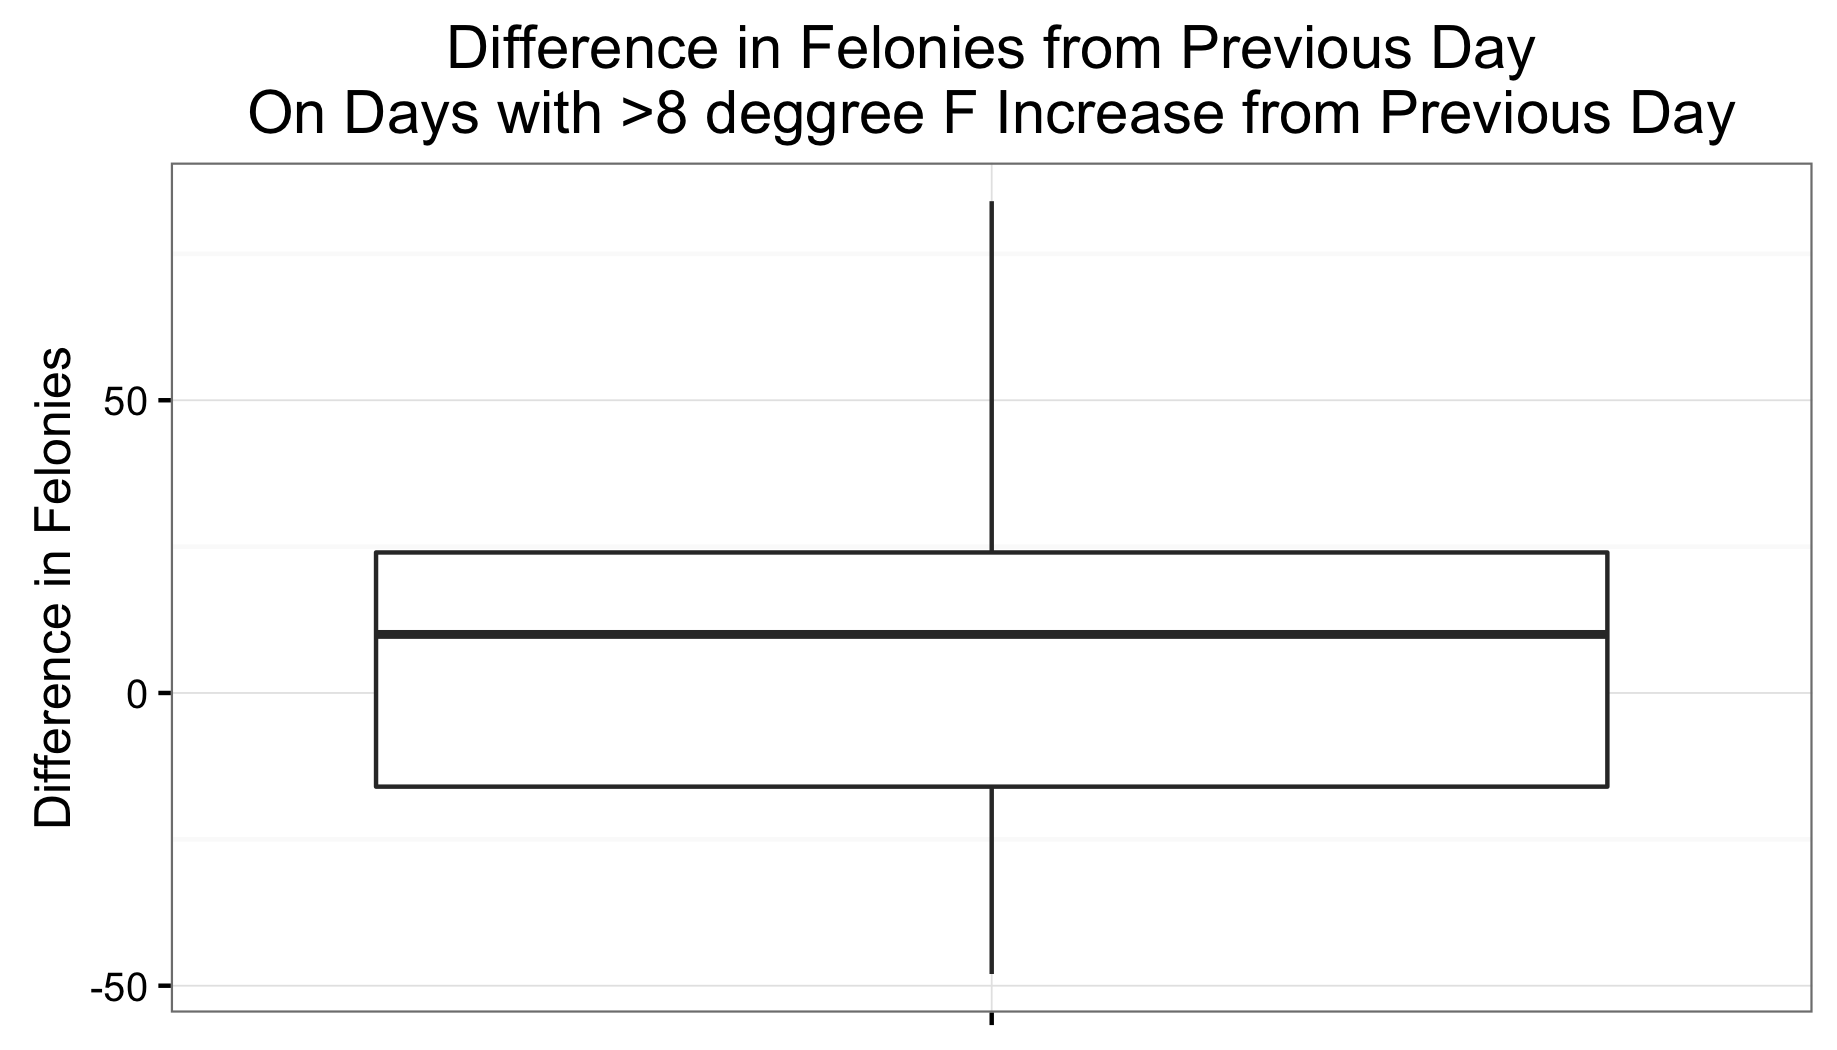 Difference in Felonies from Previous Day
On Days with >8 deggree F Increase from Previous Day
Difference in Felonies
50
0
-50